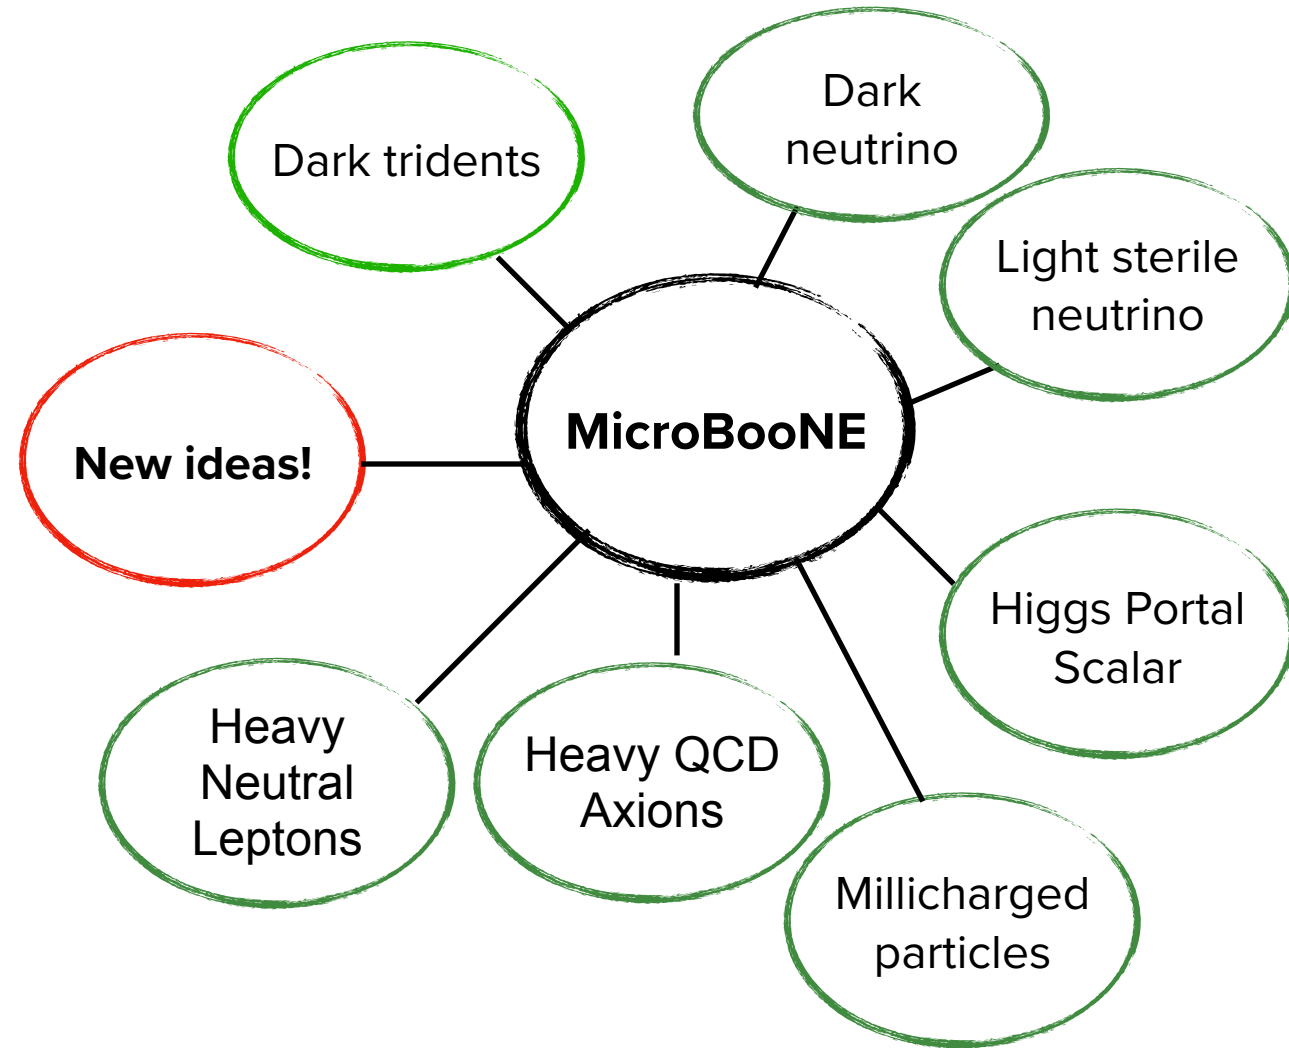 Dark
neutrino
Dark tridents
Light sterile
neutrino
MicroBooNE
New ideas!
Higgs Portal
Scalar
Heavy
Neutral
Leptons
Heavy QCD
Axions
Millicharged
particles